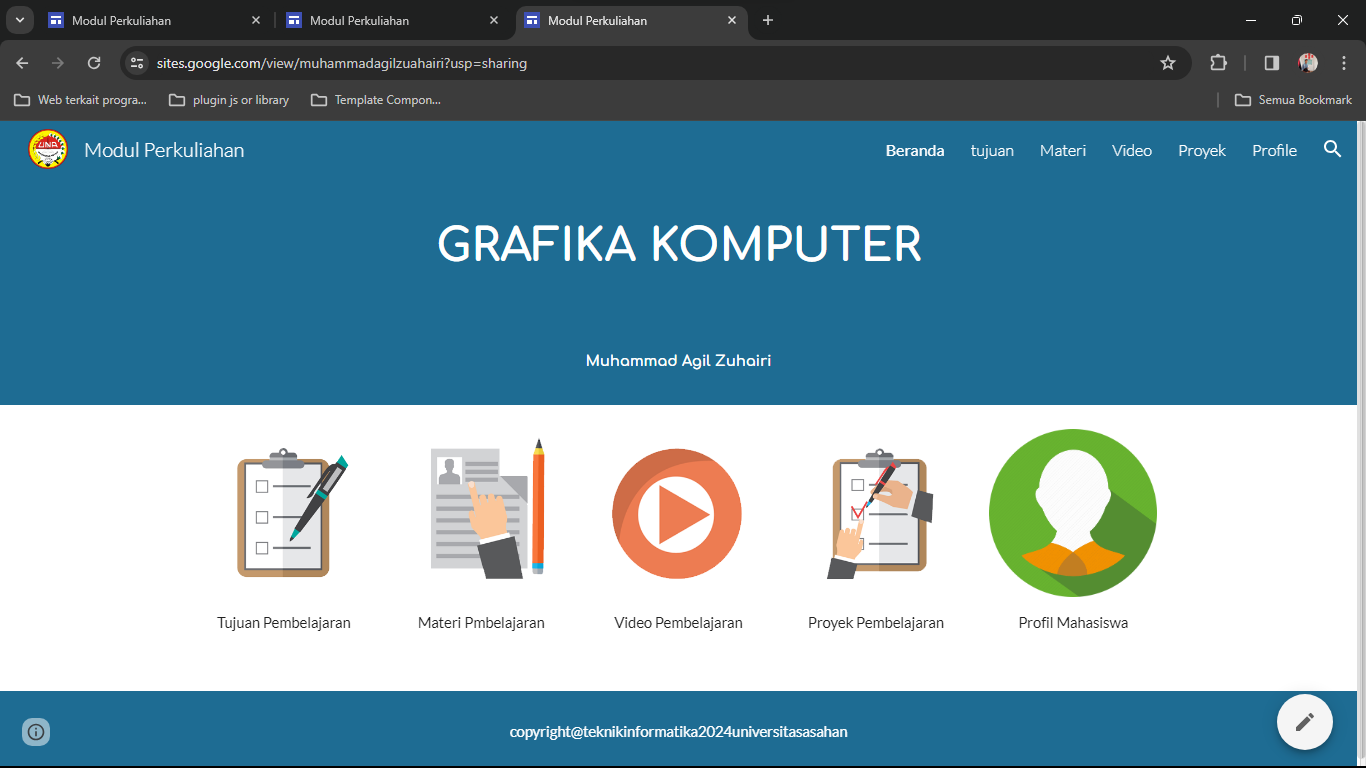 Modul Perkuliahan
Modul Perkuliahan
Modul Perkuliahan
sites.google.com/view/muhammadagilzuahairi?usp=sharing
Web terkait progra...
plugin js or library
Template Compon...
Semua Bookmark
UNA
Modul Perkuliahan
Beranda
tujuan
Materi
Video
Proyek
Profile
GRAFIKA KOMPUTER
Muhammad Agil Zuhairi
Tujuan Pembelajaran
Materi Pmbelajaran
Video Pembelajaran
Proyek Pembelajaran
Profil Mahasiswa
copyright@teknikinformatika2024universitasasahan